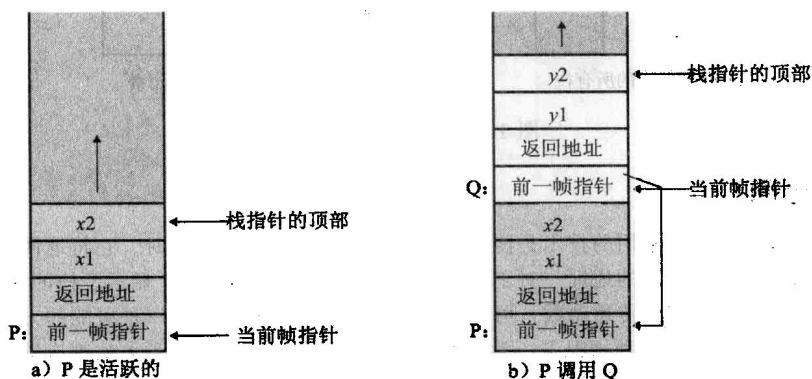 x2
栈指针的顶部
x1
返回地址
P: 前一帧指针
当前帧指针
a) P 是活跃的
y2
栈指针的顶部
y1
返回地址
Q: 前一帧指针
当前帧指针
x2
x1
返回地址
P: 前一帧指针
b) P 调用 Q